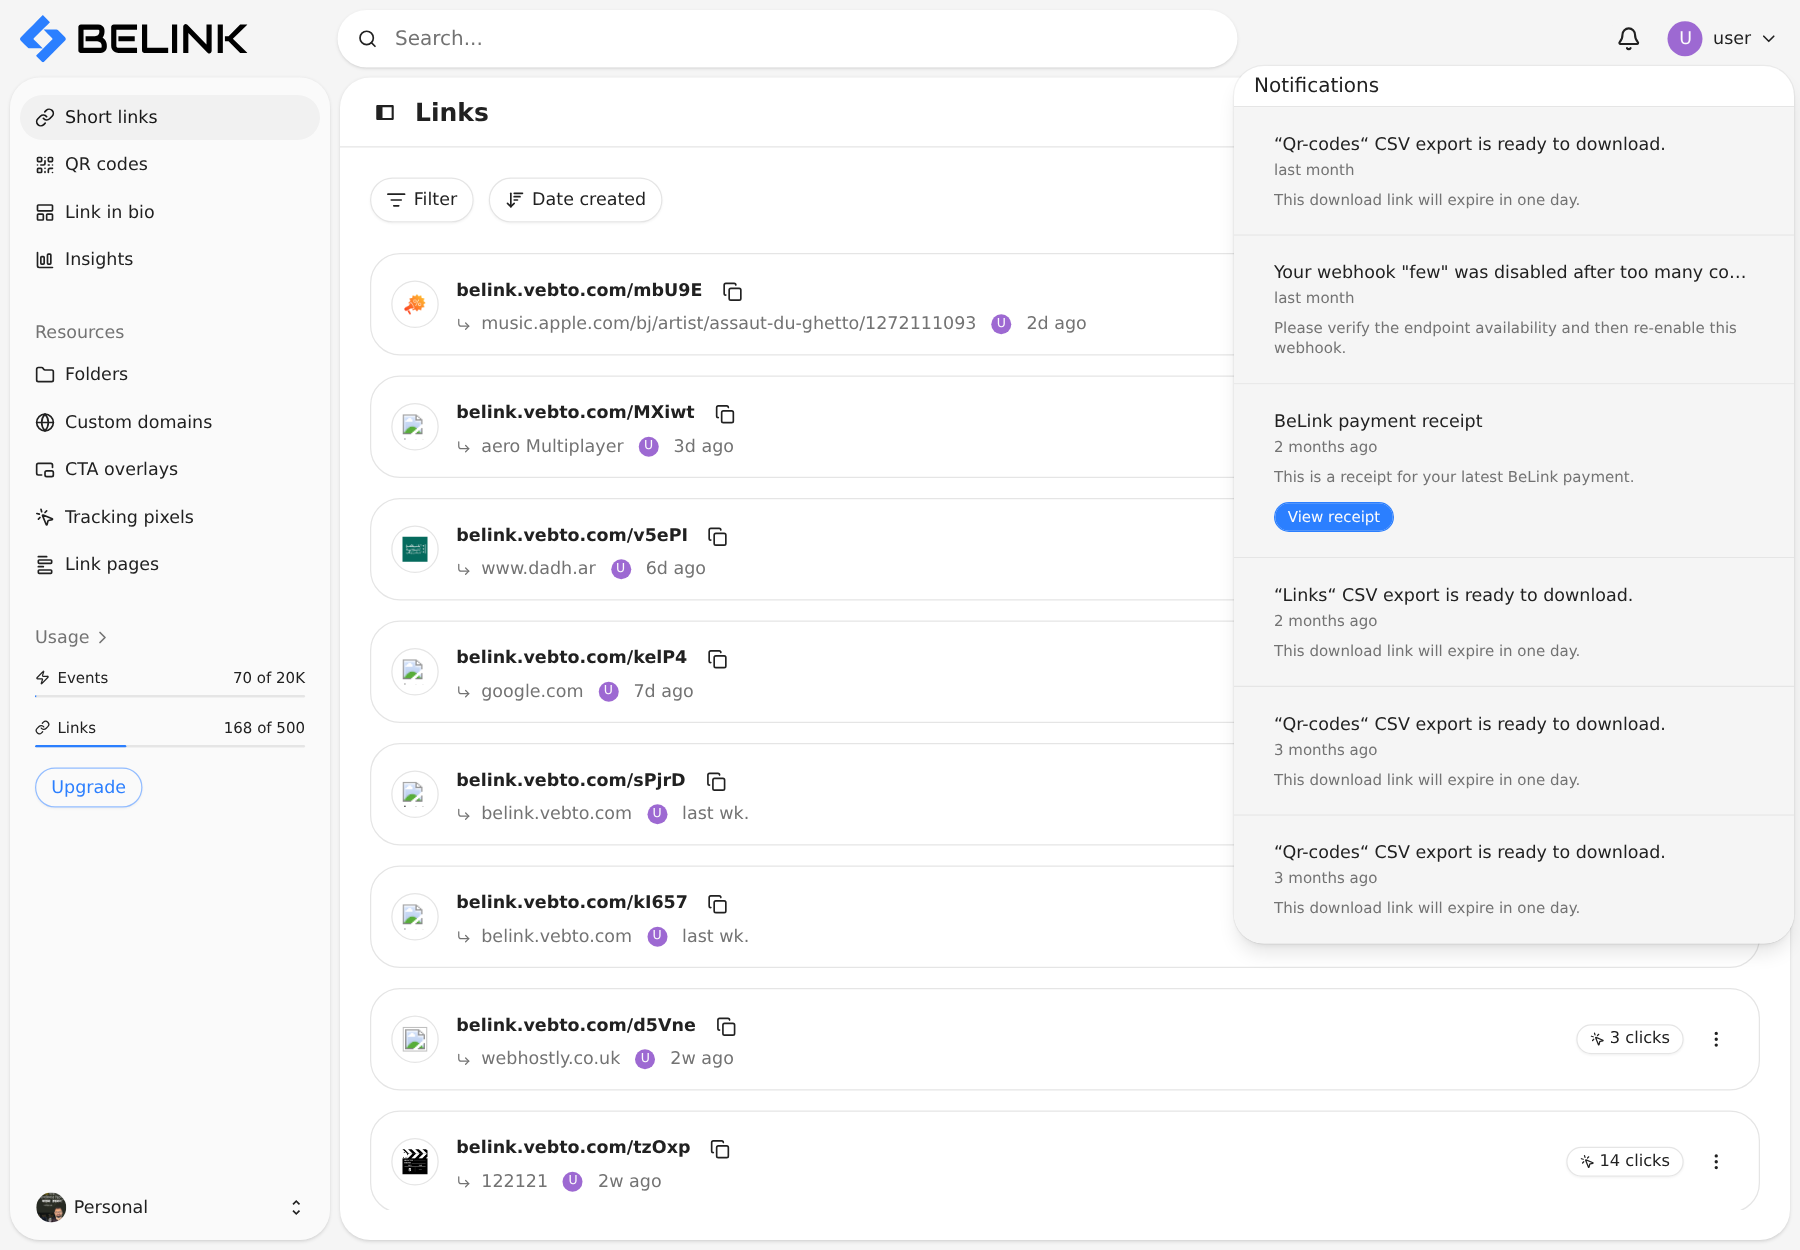 BELINK
Search...
U
user
Short links
QR codes
Link in bio
Insights
Resources
Folders
Custom domains
CTA overlays
Tracking pixels
Link pages
Usage
Events
70 of 20K
Links
168 of 500
Upgrade
Personal
Links
Filter
Date created
belink.vebto.com/mbU9E
music.apple.com/bj/artist/assaut-du-ghetto/1272111093
U
2d ago
belink.vebto.com/MXiwt
aero Multiplayer
U
3d ago
belink.vebto.com/v5ePI
www.dadh.ar
U
6d ago
belink.vebto.com/kelP4
google.com
U
7d ago
belink.vebto.com/sPjrD
belink.vebto.com
U
last wk.
belink.vebto.com/kI657
belink.vebto.com
U
last wk.
belink.vebto.com/d5Vne
webhostly.co.uk
U
2w ago
3 clicks
belink.vebto.com/tzOxp
122121
U
2w ago
14 clicks
Notifications
“Qr-codes“ CSV export is ready to download.
last month
This download link will expire in one day.
Your webhook "few" was disabled after too many co...
last month
Please verify the endpoint availability and then re-enable this
webhook.
BeLink payment receipt
2 months ago
This is a receipt for your latest BeLink payment.
View receipt
“Links“ CSV export is ready to download.
2 months ago
This download link will expire in one day.
“Qr-codes“ CSV export is ready to download.
3 months ago
This download link will expire in one day.
“Qr-codes“ CSV export is ready to download.
3 months ago
This download link will expire in one day.